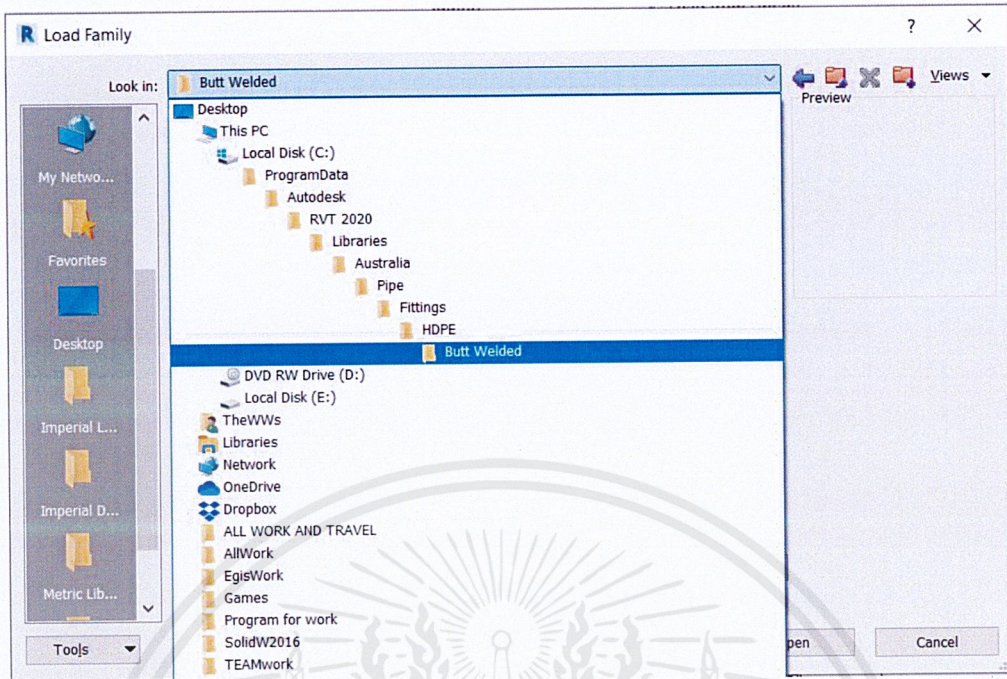 R Load Family ? ×
Look in: Butt Welded Views
Preview
Desktop
This PC
Local Disk (C:)
ProgramData
Autodesk
RVT 2020
Libraries
Australia
Pipe
Fittings
HDPE
Butt Welded
DVD RW Drive (D:)
Local Disk (E:)
TheWWs
Libraries
Network
OneDrive
Dropbox
ALL WORK AND TRAVEL
AllWork
EgisWork
Games
Program for work
SolidW2016
TEAMwork
My Netwo...
Favorites
Desktop
Imperial L...
Imperial D...
Metric Lib...
Tools
pen
Cancel